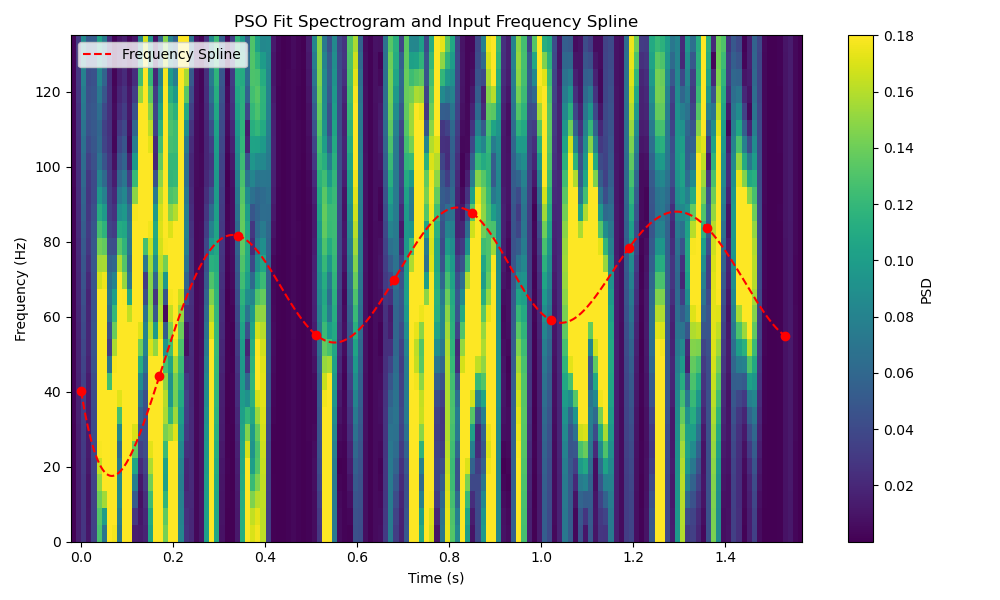 PSO Fit Spectrogram and Input Frequency Spline
Frequency Spline
Frequency (Hz)
120
100
80
60
40
20
0
0.0 0.2 0.4 0.6 0.8 1.0 1.2 1.4
Time (s)
0.18
0.16
0.14
0.12
0.10
0.08
0.06
0.04
0.02
PSD